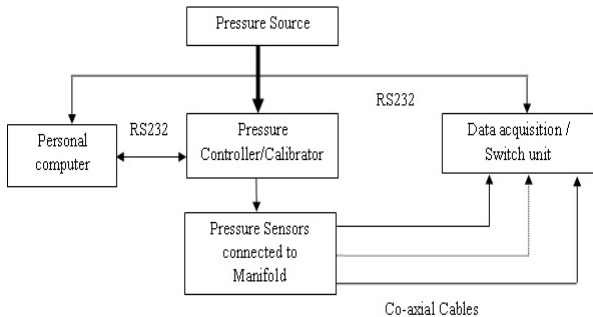 Pressure Source
RS232
RS232
Personal
computer
Pressure
Controller/Calibrator
Data acquisition /
Switch unit
Pressure Sensors
connected to
Manifold
Co-axial Cables